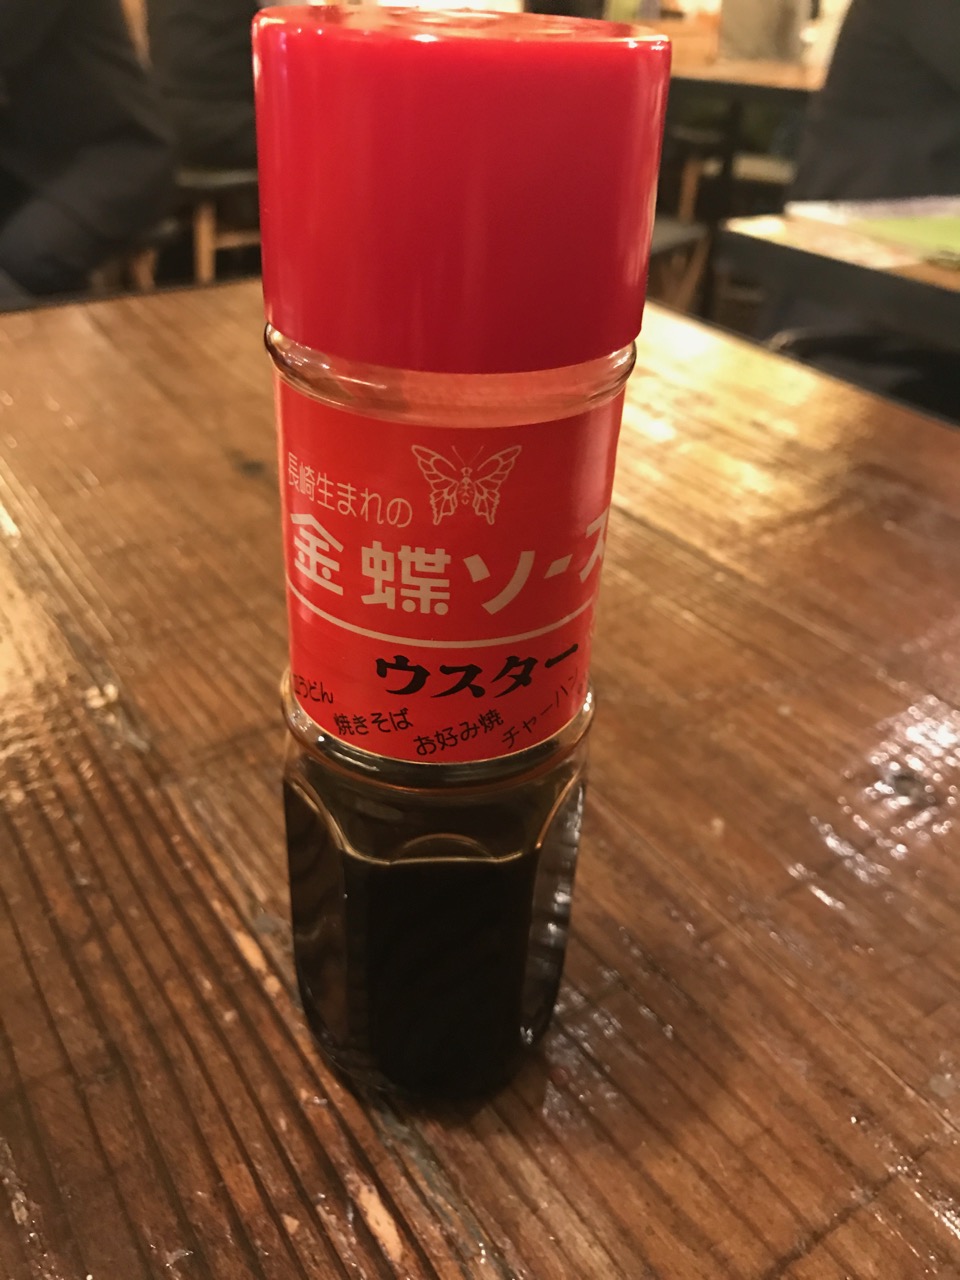 長崎生まれの
金蝶ソース
ウスター
うどん
焼きそば
お好み焼
チャーハン